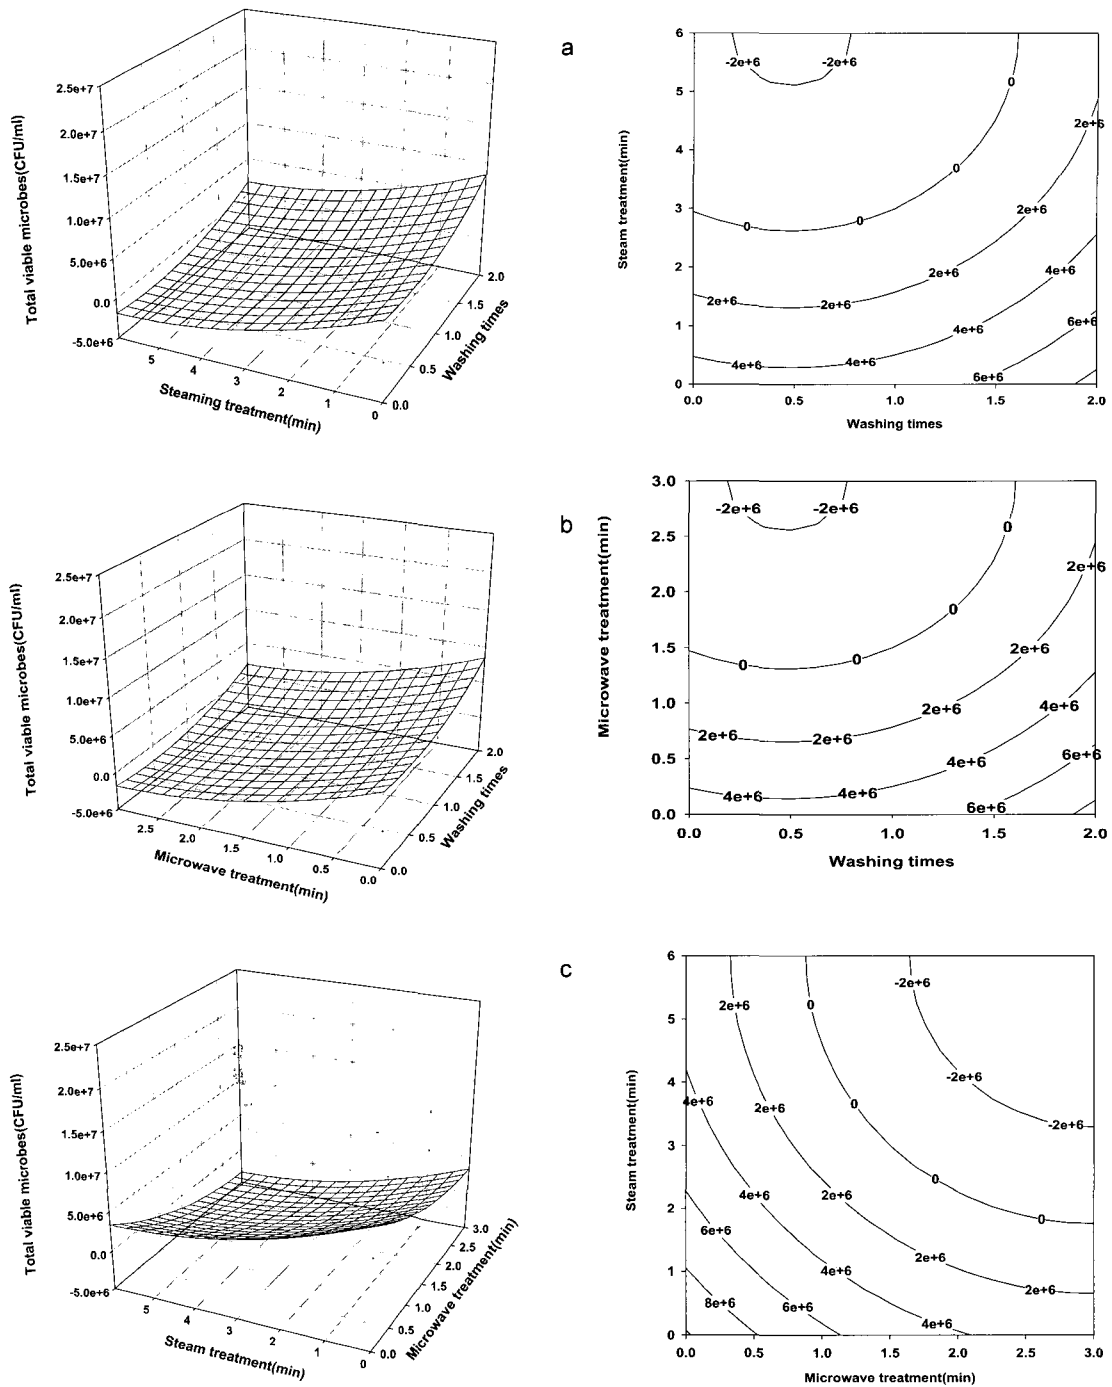 a
Total viable microbes(CFU/ml)
2.5e+7
2.0e+7
1.5e+7
1.0e+7
5.0e+6
0.0
-5.0e+6
5
4
3
2
1
0
Steaming treatment(min)
0.0
0.5
1.0
1.5
2.0
Washing times
Steam treatment(min)
6
5
4
3
2
1
0
-2e+6
-2e+6
0
2e+6
0
2e+6
0
0
2e+6
4e+6
2e+6
2e+6
6e+6
4e+6
4e+6
4e+6
6e+6
0.0
0.5
1.0
1.5
2.0
Washing times
b
Total viable microbes(CFU/ml)
2.5e+7
2.0e+7
1.5e+7
1.0e+7
5.0e+6
0.0
-5.0e+6
2.5
2.0
1.5
1.0
0.5
0.0
Microwave treatment(min)
0.0
0.5
1.0
1.5
2.0
Washing times
Microwave treatment(min)
3.0
2.5
2.0
1.5
1.0
0.5
0.0
-2e+6
-2e+6
0
2e+6
0
2e+6
0
0
2e+6
4e+6
2e+6
2e+6
6e+6
4e+6
4e+6
4e+6
6e+6
0.0
0.5
1.0
1.5
2.0
Washing times
c
Total viable microbes(CFU/ml)
2.5e+7
2.0e+7
1.5e+7
1.0e+7
5.0e+6
0.0
-5.0e+6
5
4
3
2
1
0
Steam treatment(min)
0.0
0.5
1.0
1.5
2.0
2.5
3.0
Microwave treatment(min)
Steam treatment(min)
6
5
4
3
2
1
0
-2e+6
2e+6
0
-2e+6
4e+6
2e+6
0
-2e+6
4e+6
2e+6
0
0
6e+6
2e+6
4e+6
2e+6
8e+6
6e+6
4e+6
0.0
0.5
1.0
1.5
2.0
2.5
3.0
Microwave treatment(min)